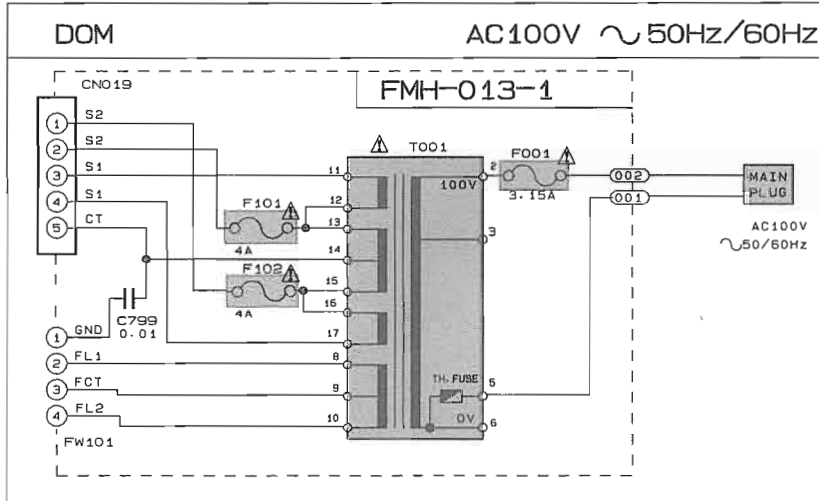 DOM AC100V 50Hz/60Hz
CN019
FMH-013-1
1 S2
2 S2
3 S1
4 S1
5 CT
T001
F001
3.15A
11
12
13
14
15
16
17
8
9
10
2
100V
3
TH. FUSE
5
0V
6
F101
4A
F102
4A
C799
0.01
002
001
MAIN
PLUG
AC100V
50/60Hz
1 GND
2 FL1
3 FCT
4 FL2
FW101